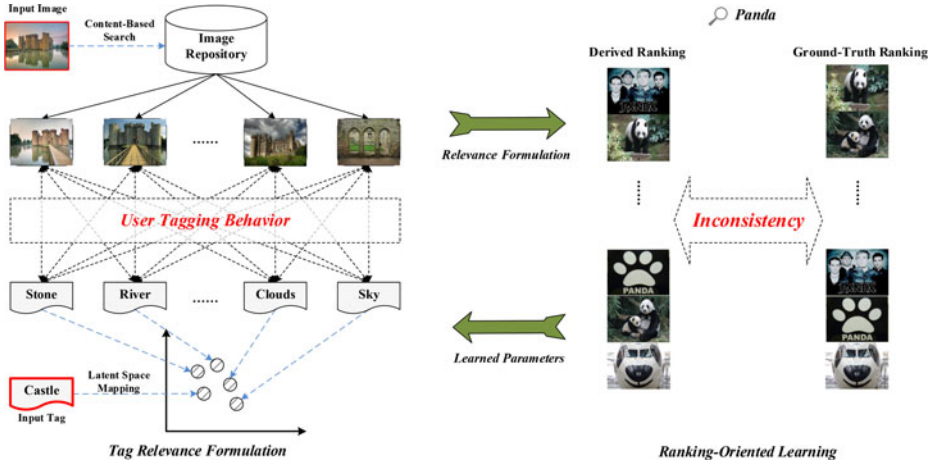 Input Image
Content-Based
Search
Image
Repository
......
User Tagging Behavior
Stone
River
......
Clouds
Sky
Latent Space
Mapping
Castle
Input Tag
Tag Relevance Formulation
Relevance Formulation
Learned Parameters
Panda
Derived Ranking
Ground-Truth Ranking
......
......
Inconsistency
PANDA
PANDA
Ranking-Oriented Learning